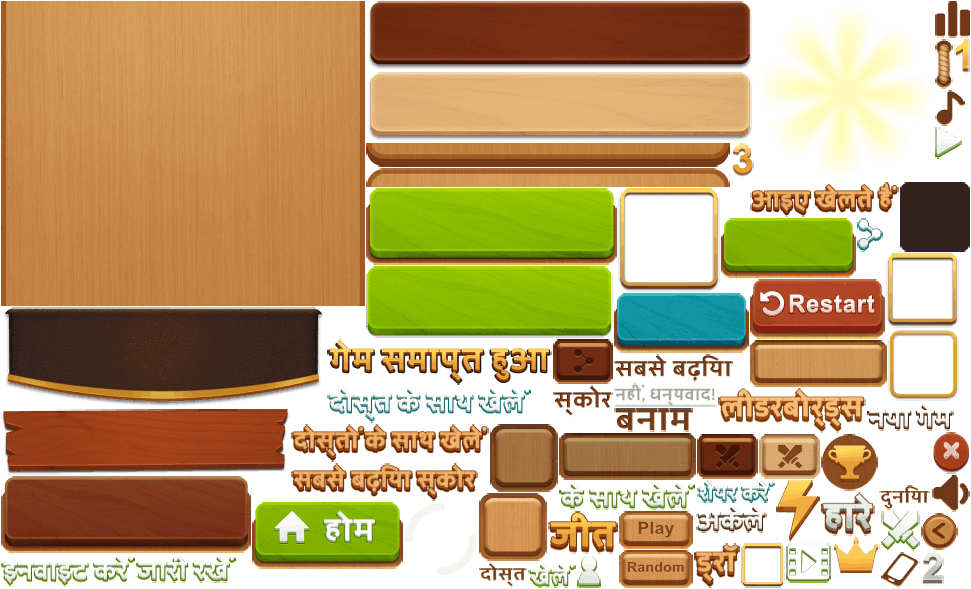 1
3
आइए खेलते हैं
Restart
गेम समाप्त हुआ
सबसे बढ़िया
स्कोर
नहीं, धन्यवाद!
दोस्त के साथ खेलें
बनाम
लीडरबोर्ड्स
नया गेम
दोस्तों के साथ खेलें
सबसे बढ़िया स्कोर
के साथ खेलें
शेयर करें
दुनिया
होम
जीत
Play
अकेले
हारे
इनवाइट करें जारी रखें
दोस्त
खेलें
Random
ड्रॉ
2